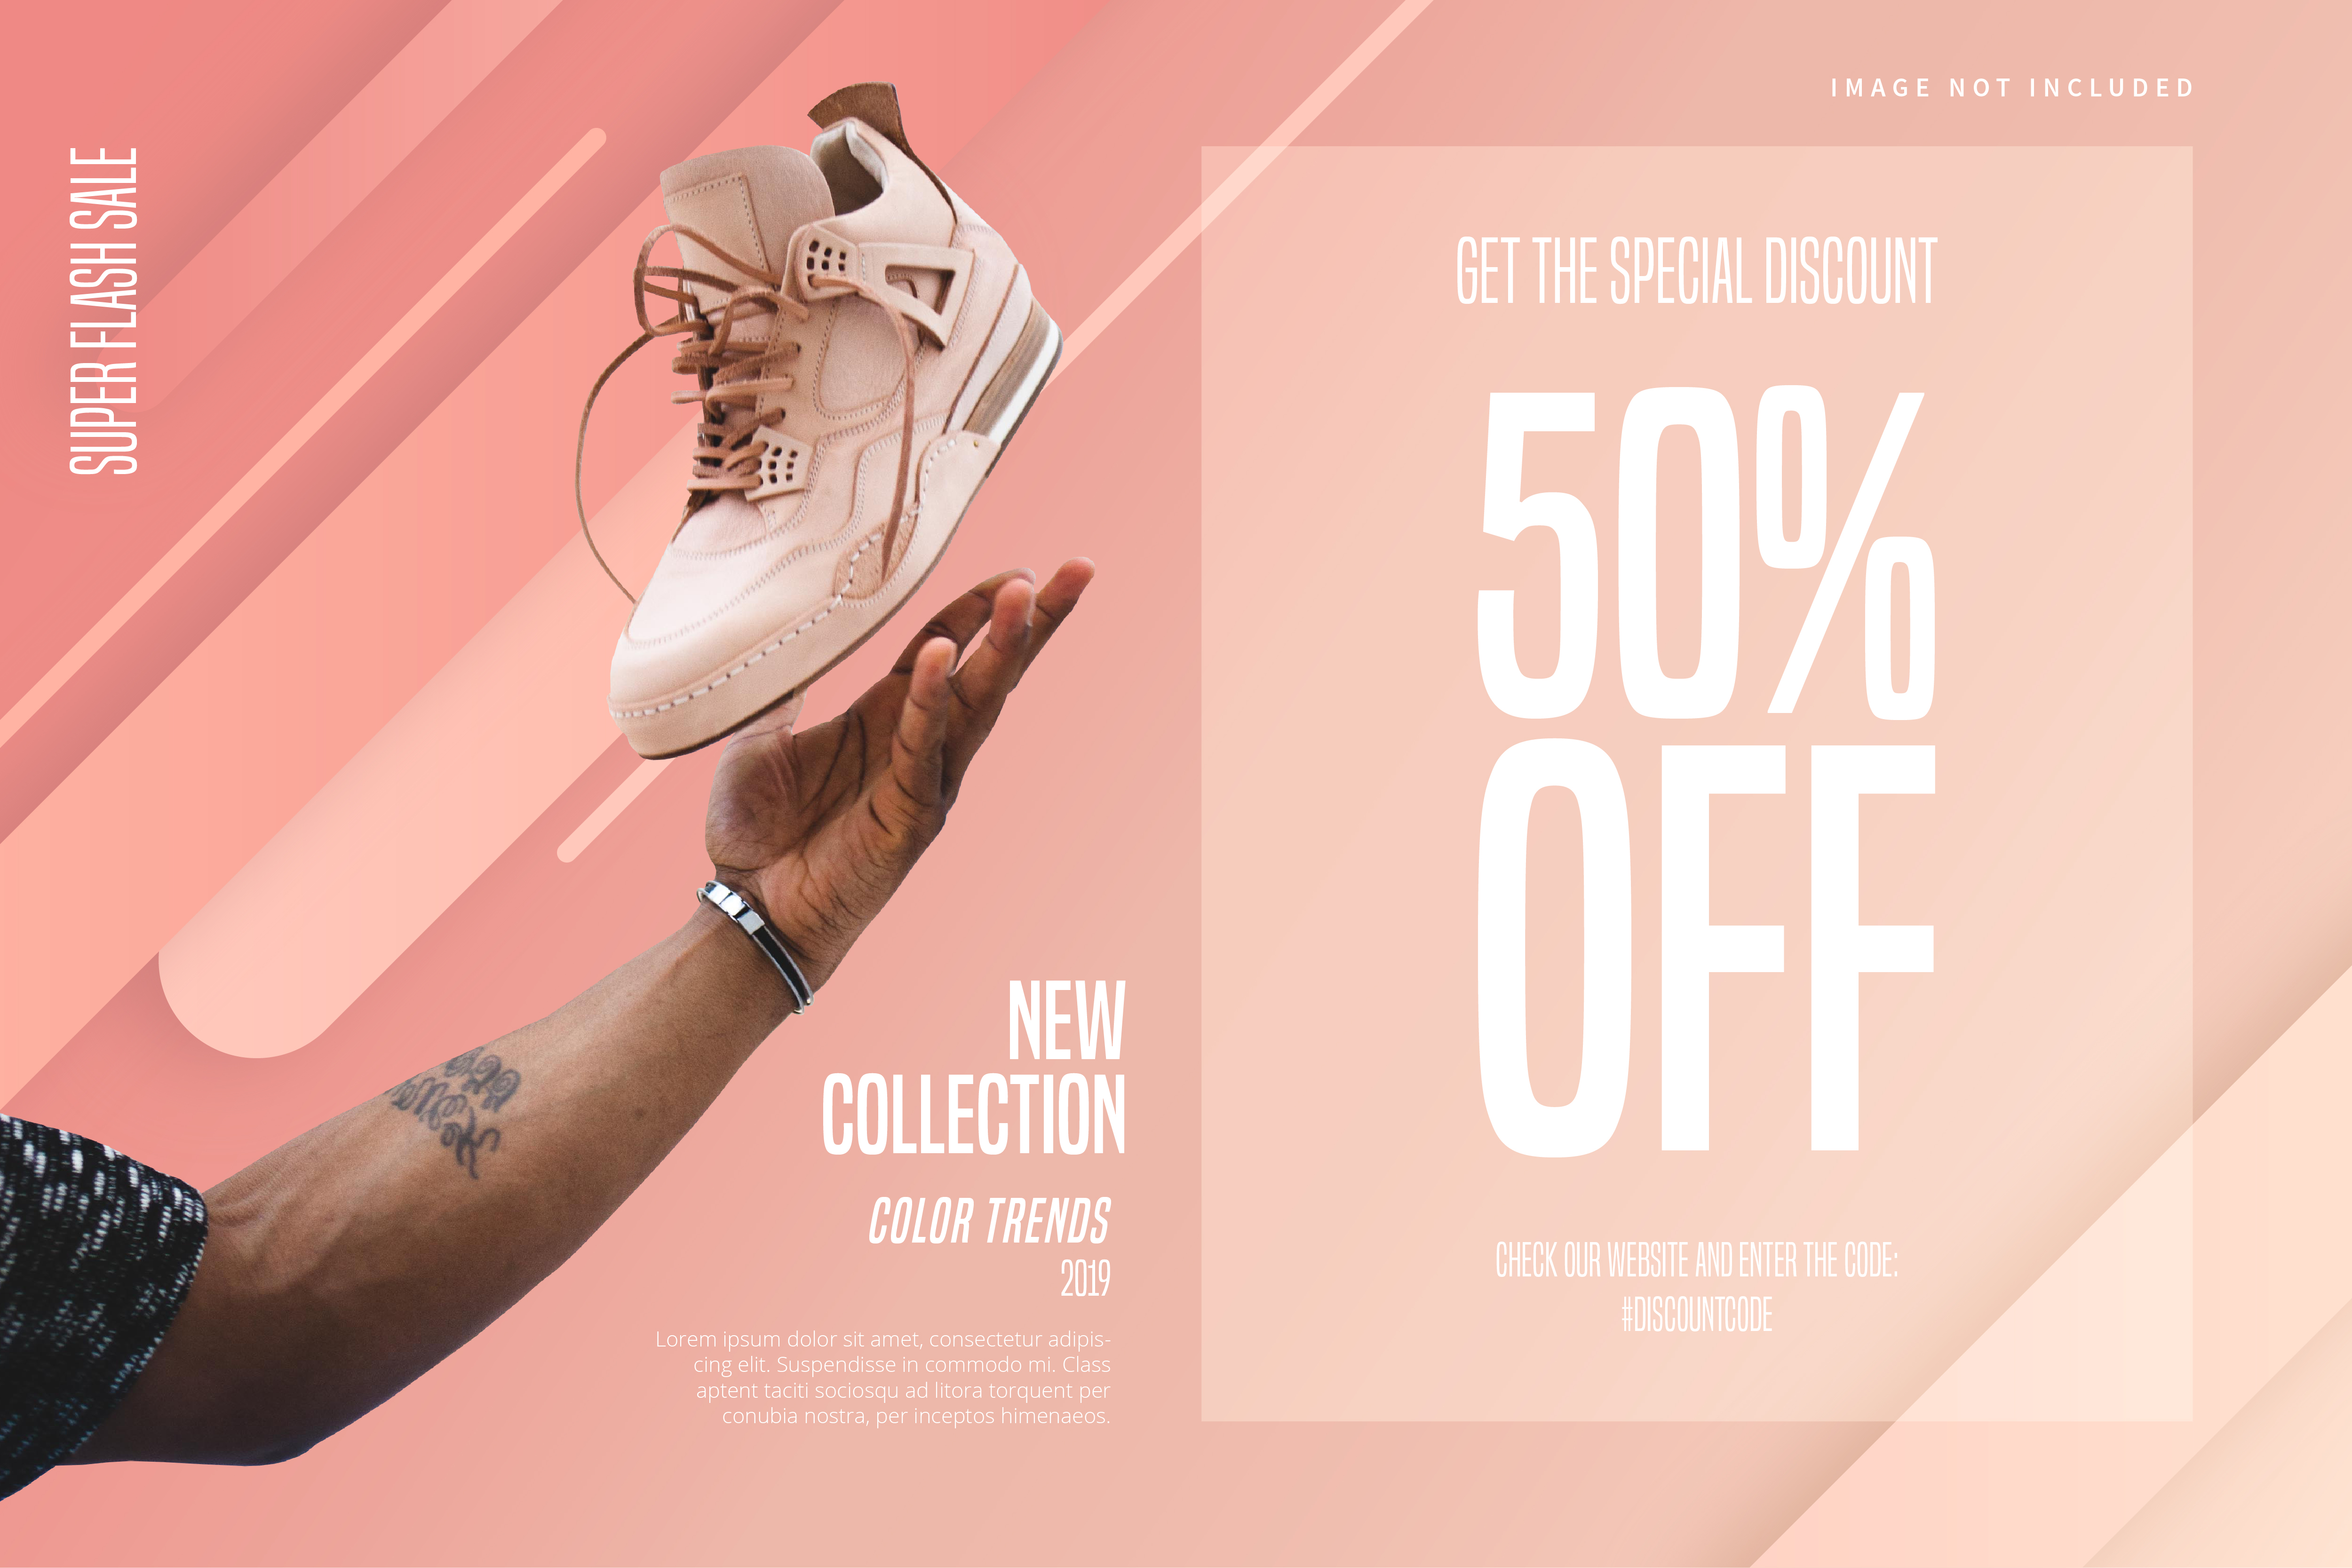 SUPER FLASH SALE
IMAGE NOT INCLUDED
GET THE SPECIAL DISCOUNT
50%
OFF
CHECK OUR WEBSITE AND ENTER THE CODE:
#DISCOUNTCODE
NEW
COLLECTION
COLOR TRENDS
2019
Lorem ipsum dolor sit amet, consectetur adipis-
cing elit. Suspendisse in commodo mi. Class
aptent taciti sociosqu ad litora torquent per
conubia nostra, per inceptos himenaeos.